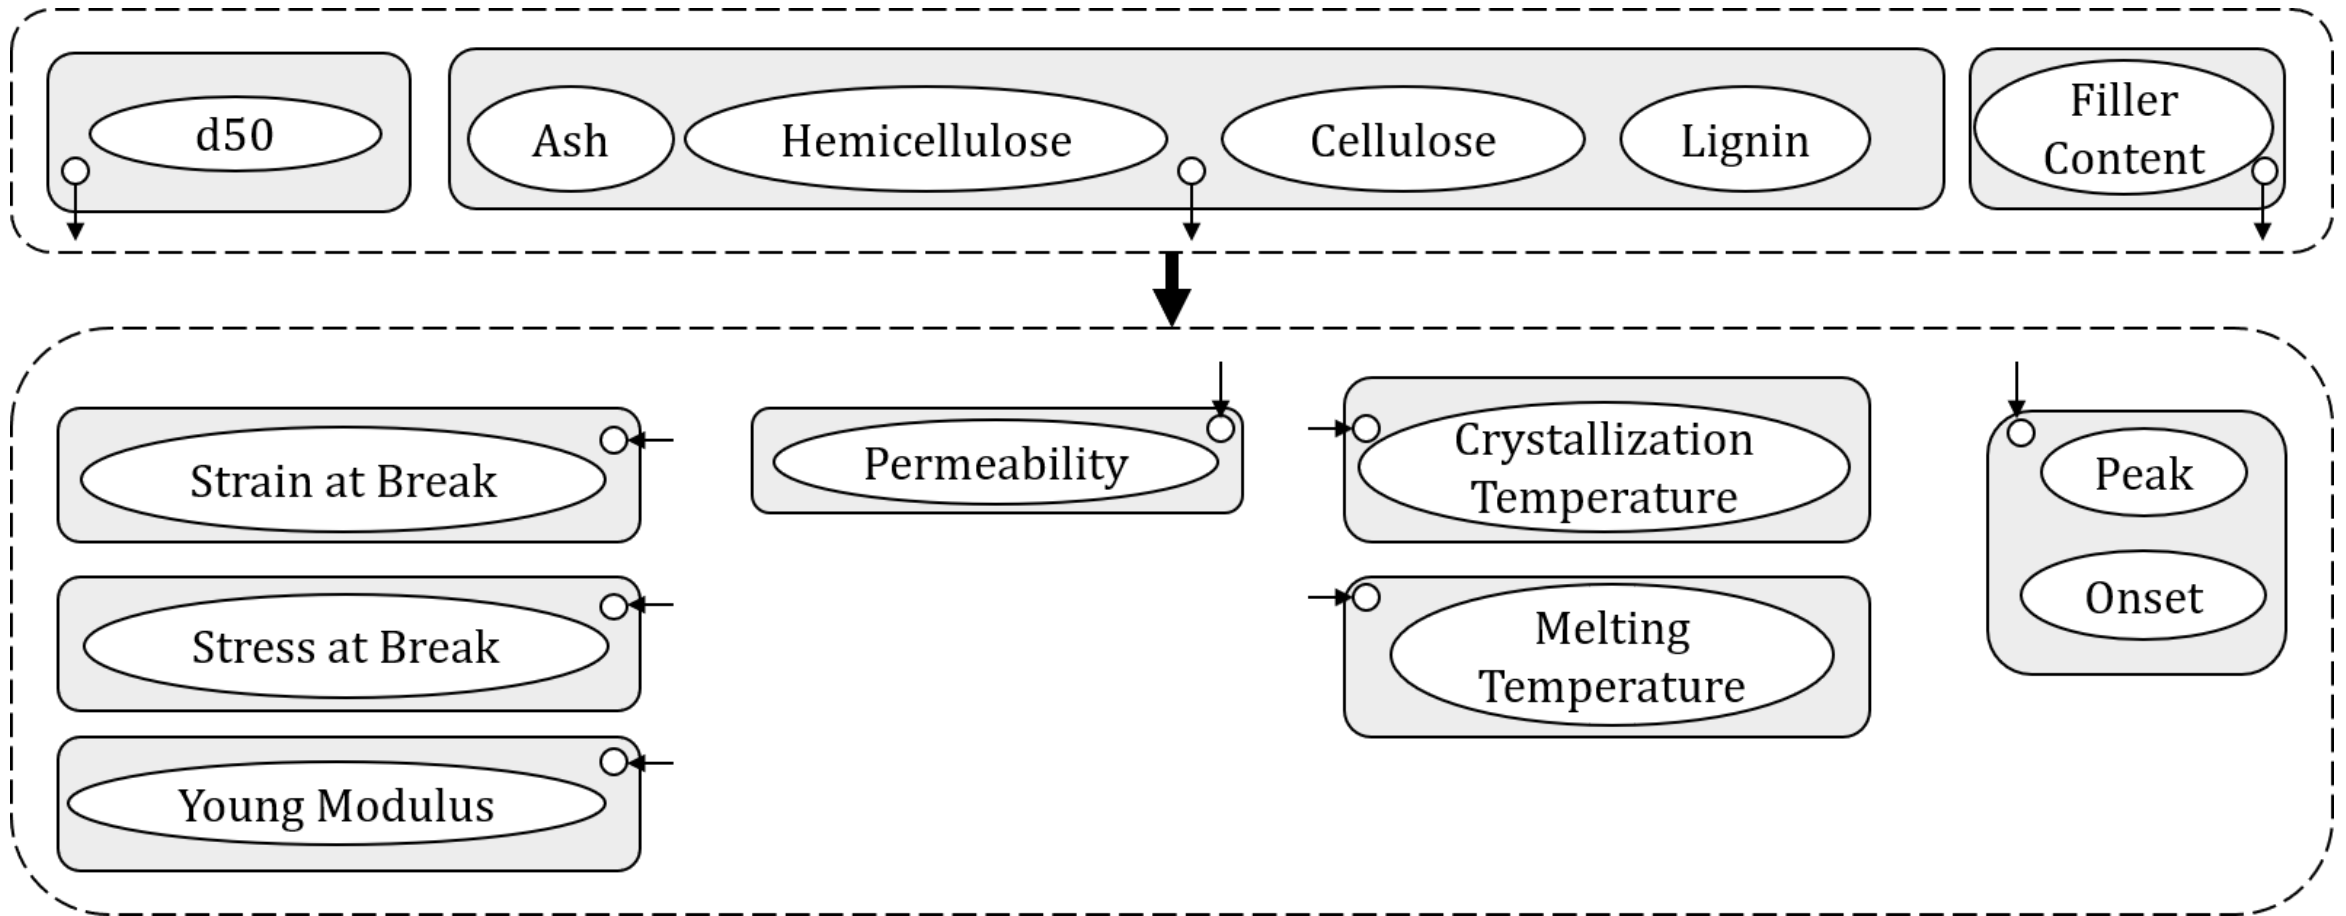 d50
Ash
Hemicellulose
Cellulose
Lignin
Filler
Content
Strain at Break
Stress at Break
Young Modulus
Permeability
Crystallization
Temperature
Melting
Temperature
Peak
Onset